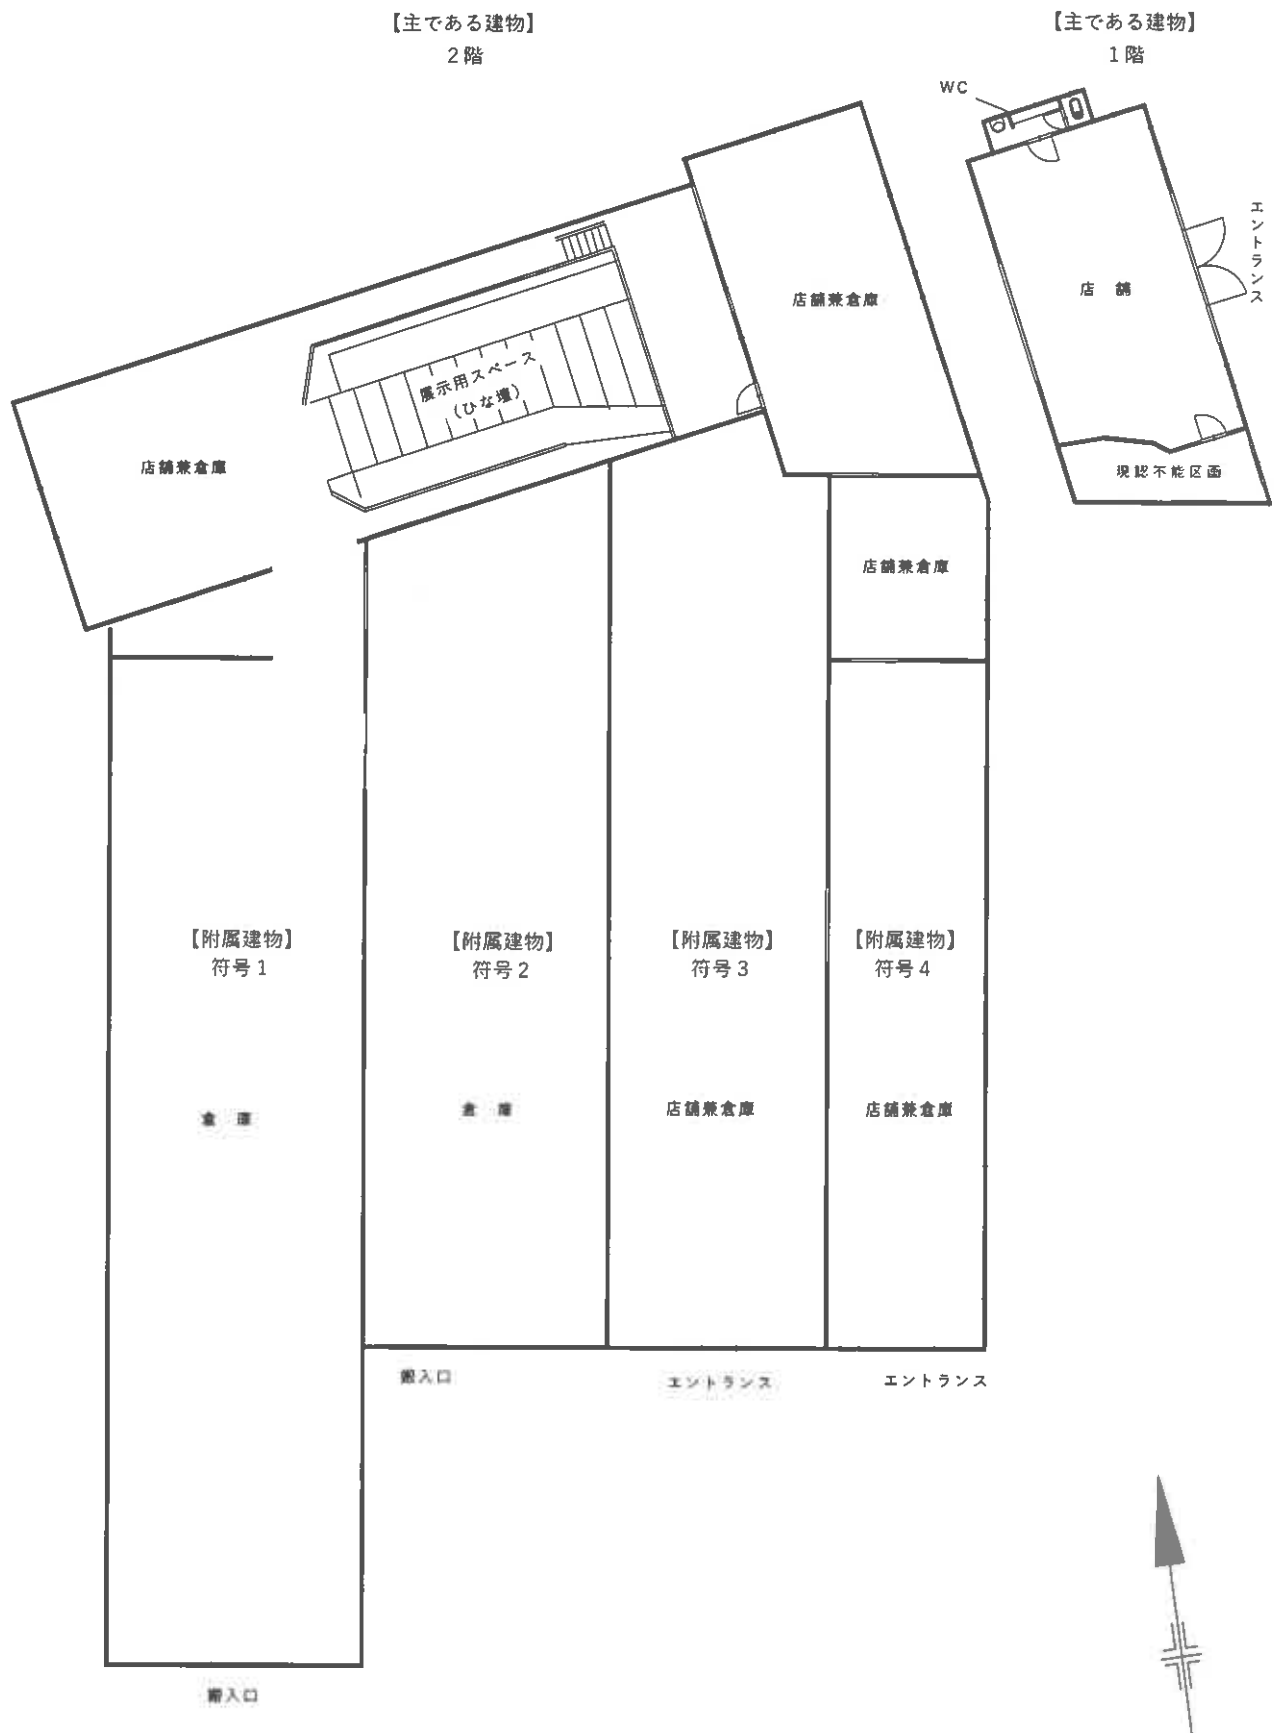 【主である建物】
2階
【主である建物】
1階
WC
エントランス
店舗兼倉庫
店 舗
展示用スペース
(ひな壇)
店舗兼倉庫
現認不能区画
店舗兼倉庫
【附属建物】
符号1
【附属建物】
符号2
【附属建物】
符号3
【附属建物】
符号4
倉 庫
倉 庫
店舗兼倉庫
店舗兼倉庫
搬入口
エントランス
エントランス
搬入口